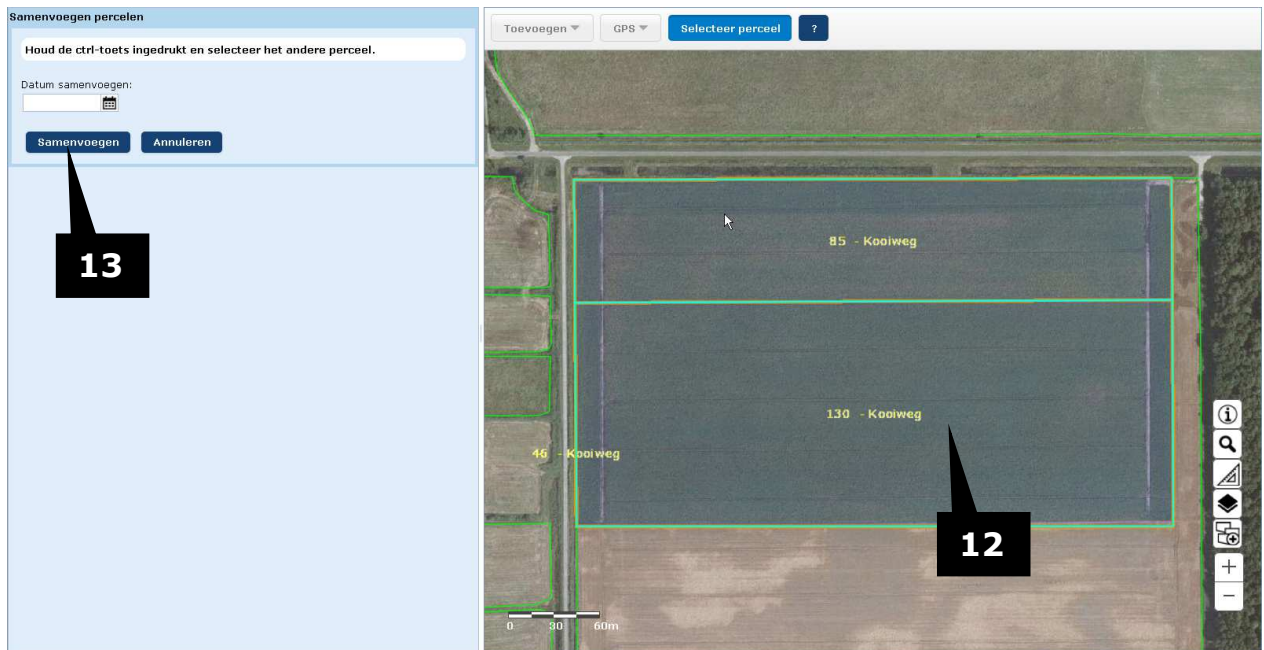 Samenvoegen percelen
Houd de ctrl-toets ingedrukt en selecteer het andere perceel.
Datum samenvoegen:
Samenvoegen Annuleren
13
Toevoegen GPS Selecteer perceel ?
85 - Kooiweg
130 - Kooiweg
46 - Kooiweg
12
0 30 60m